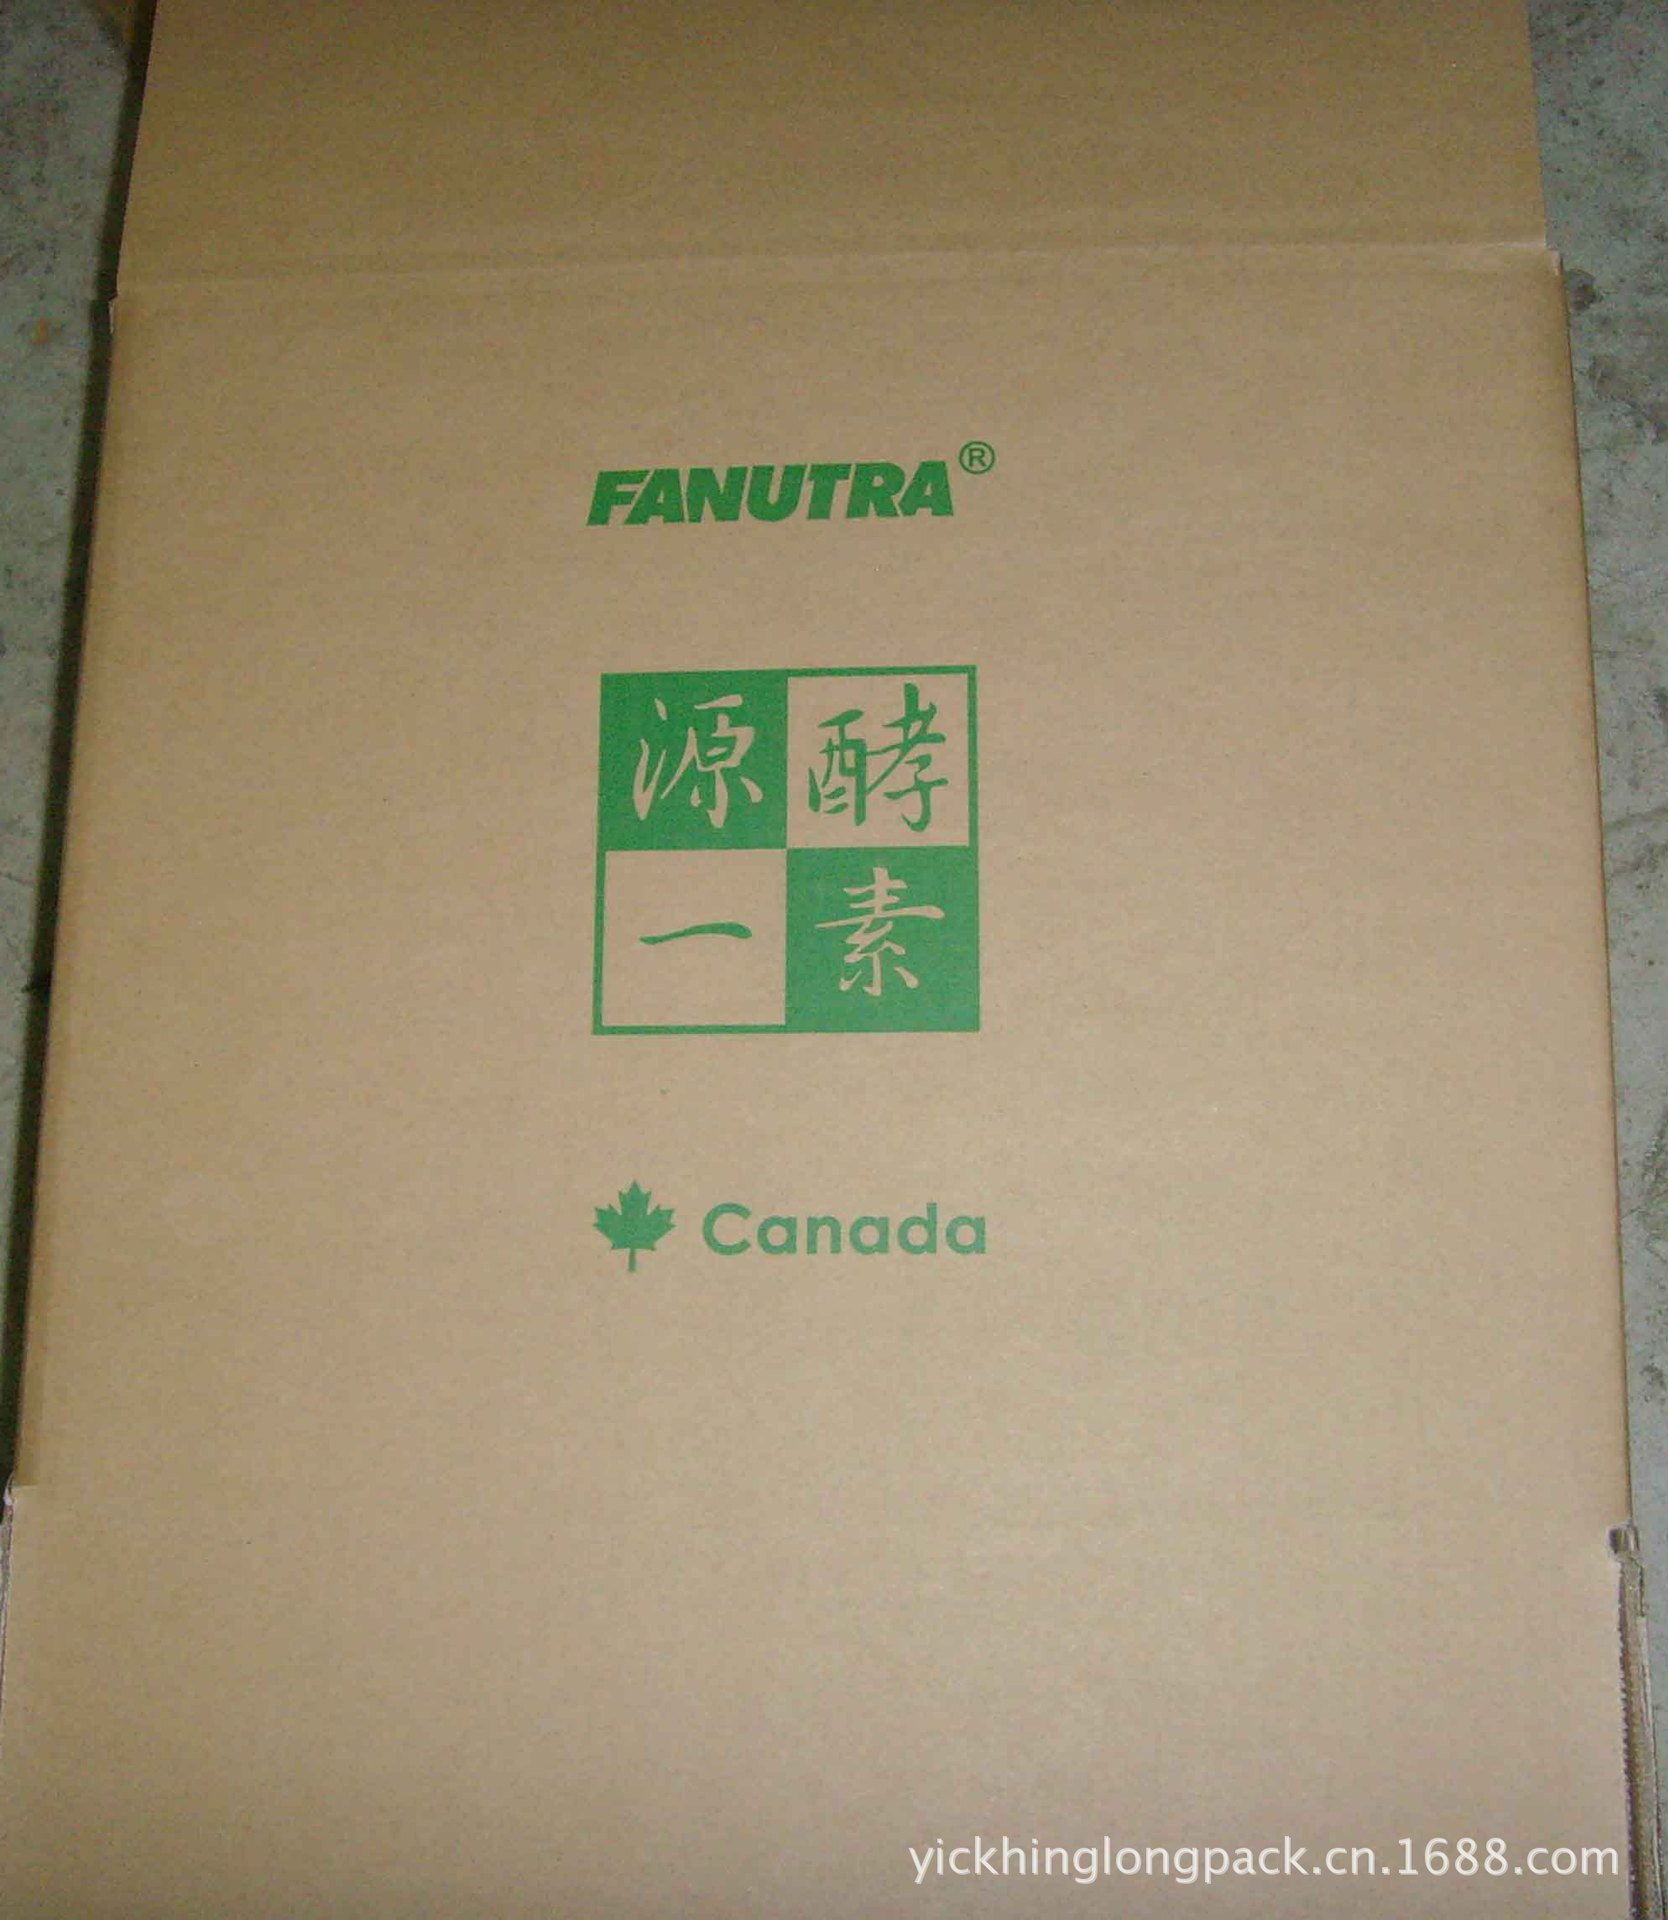 FANUTRA®
源酵
一素
Canada
yickhinglongpack.cn.1688.com